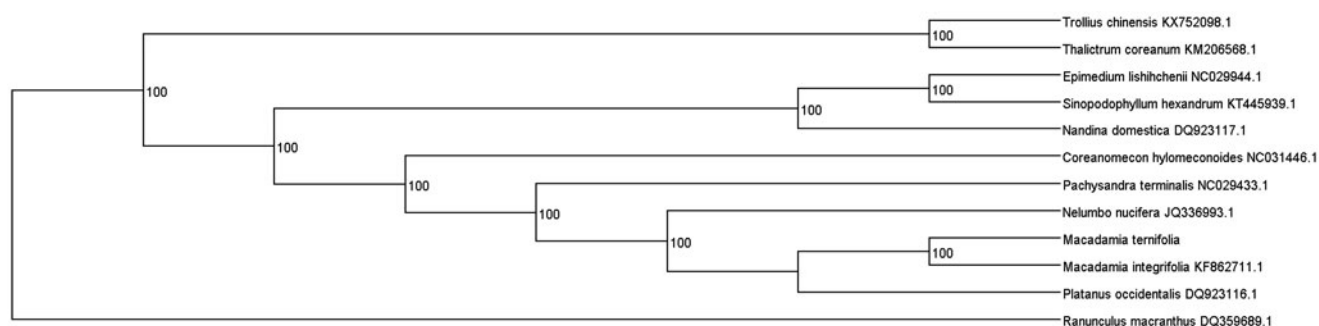 Trollius chinensis KX752098.1
100
Thalictrum coreanum KM206568.1
Epimedium lishihchenii NC029944.1
100
100
Sinopodophyllum hexandrum KT445939.1
100
Nandina domestica DQ923117.1
100
Coreanomecon hylomeconoides NC031446.1
100
Pachysandra terminalis NC029433.1
100
Nelumbo nucifera JQ336993.1
100
Macadamia ternifolia
100
Macadamia integrifolia KF862711.1
Platanus occidentalis DQ923116.1
Ranunculus macranthus DQ359689.1